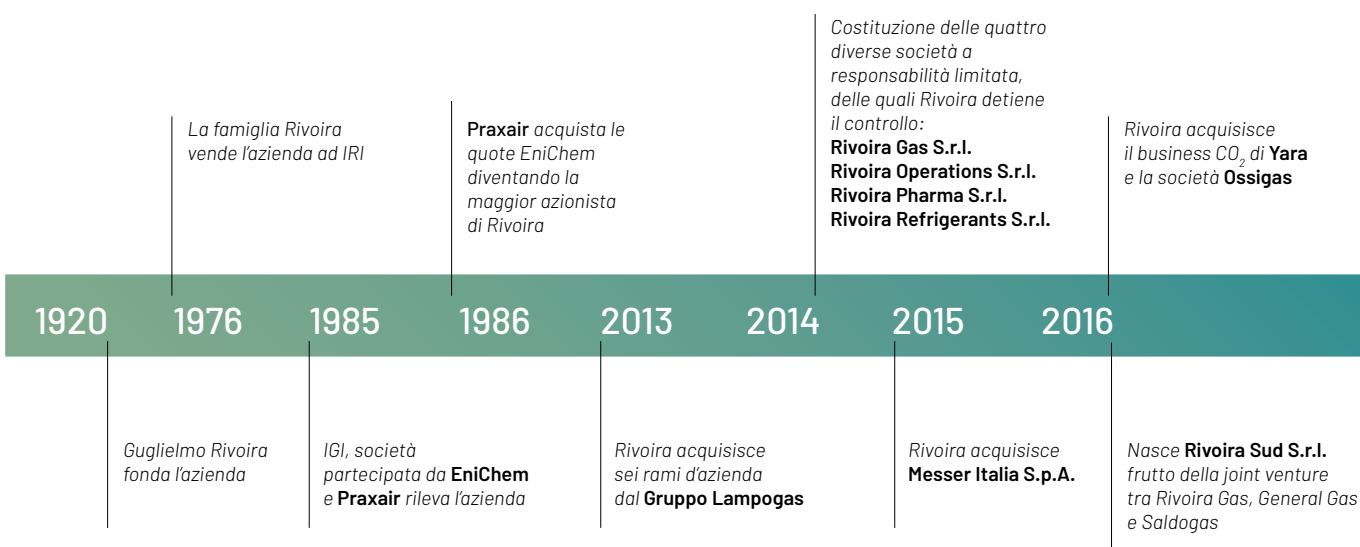 Costituzione delle quattro
diverse società a
responsabilità limitata,
delle quali Rivoira detiene
il controllo:
Rivoira Gas S.r.l.
Rivoira Operations S.r.l.
Rivoira Pharma S.r.l.
Rivoira Refrigerants S.r.l.
La famiglia Rivoira
vende l'azienda ad IRI
Praxair acquista le
quote EniChem
diventando la
maggior azionista
di Rivoira
Rivoira acquisisce
il business CO₂ di Yara
e la società Ossigas
1920 1976 1985 1986 2013 2014 2015 2016
Guglielmo Rivoira
fonda l'azienda
IGI, società
partecipata da EniChem
e Praxair rileva l'azienda
Rivoira acquisisce
sei rami d'azienda
dal Gruppo Lampogas
Rivoira acquisisce
Messer Italia S.p.A.
Nasce Rivoira Sud S.r.l.
frutto della joint venture
tra Rivoira Gas, General Gas
e Saldogas